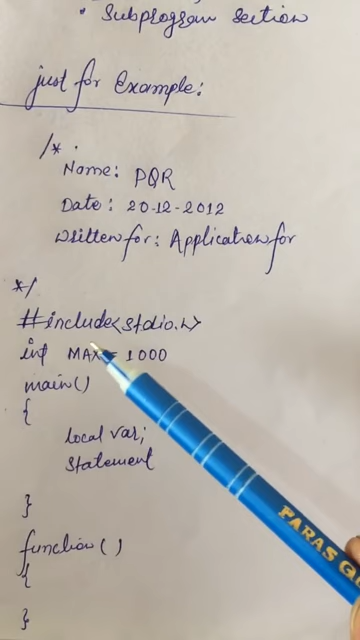 • Subprogram section
just for Example:
/*
Name: PQR
Date: 20-12-2012
written for: Application for
*/
#include<stdio.h>
int MAX = 1000
main()
{
local var;
Statement
}
function()
{
}
PARAS